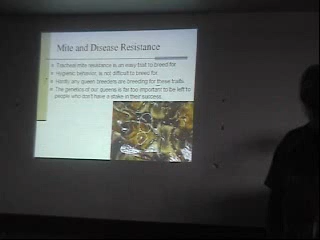 Mite and Disease Resistance
Tracheal mite resistance is an easy trait to breed for
Hygienic behavior, is not difficult to breed for
Hardly any queen breeders are breeding for these traits
The genetics of our queens is far too important to be left to
people who don't have a stake in their success